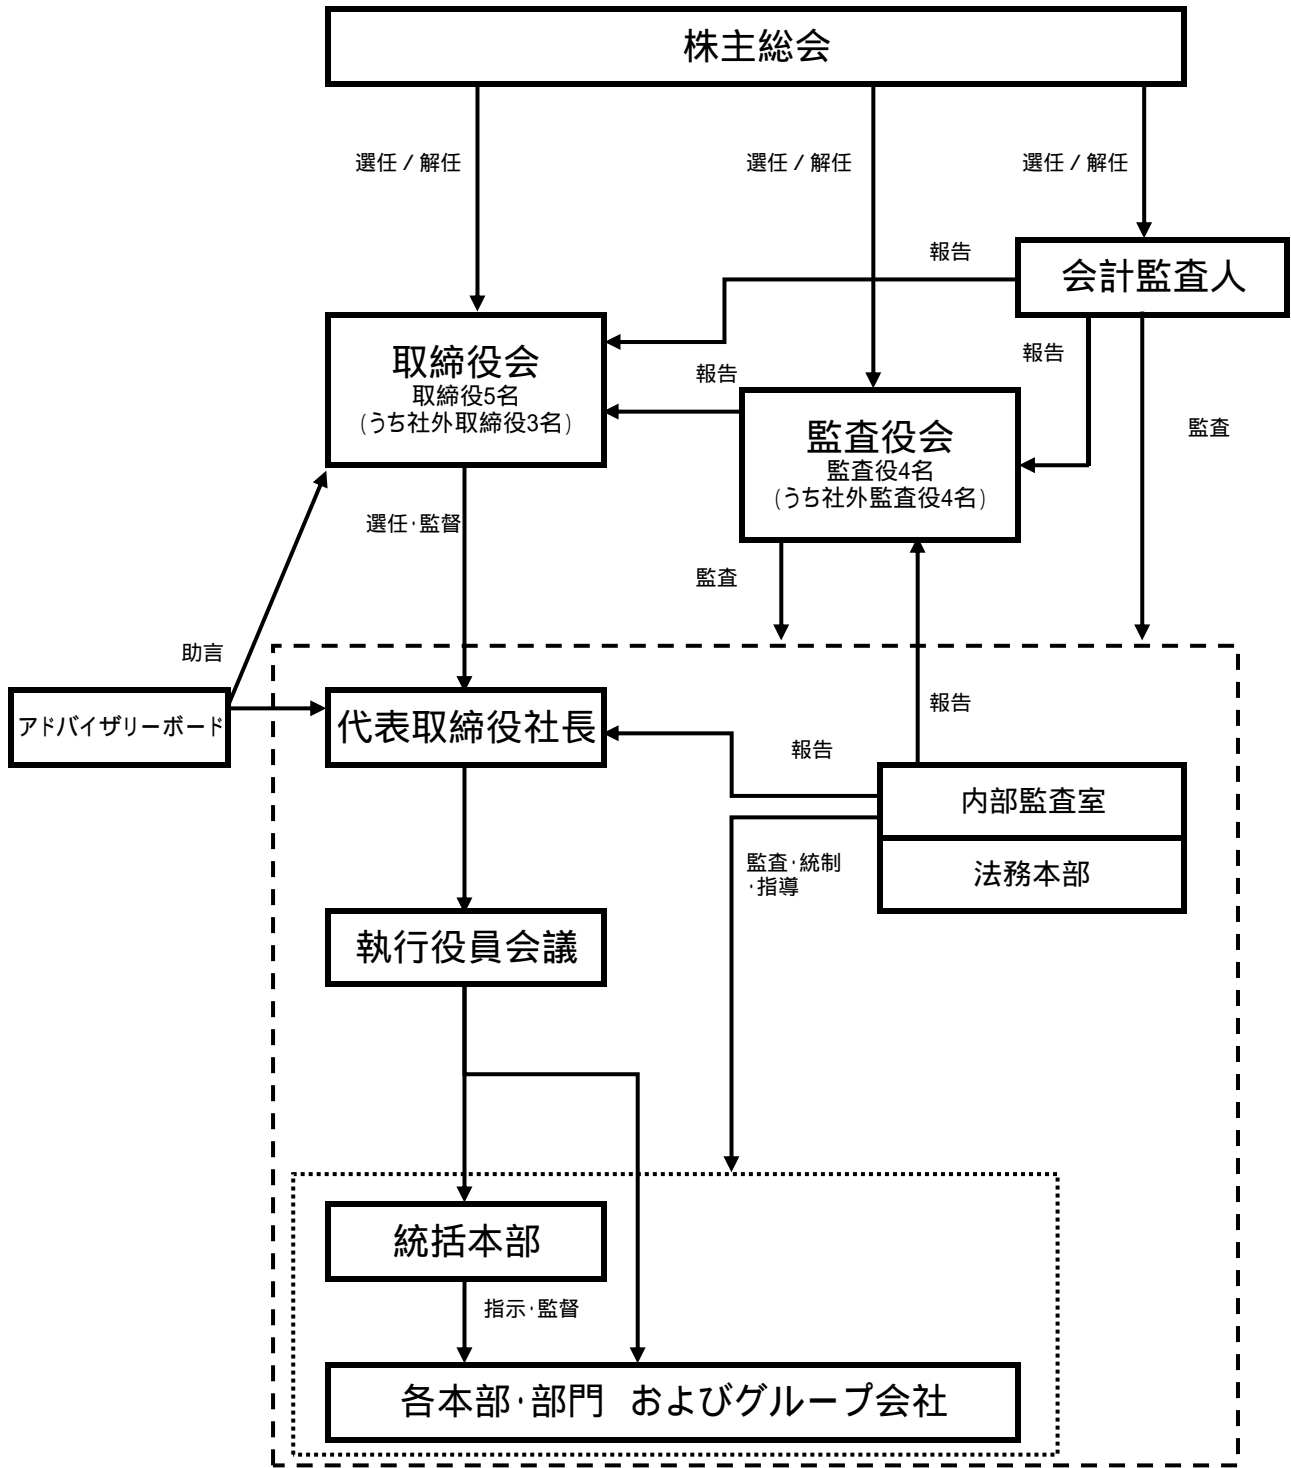 株主総会
選任 / 解任
選任 / 解任
選任 / 解任
報告
会計監査人
取締役会
取締役5名
(うち社外取締役3名)
報告
報告
監査役会
監査役4名
(うち社外監査役4名)
監査
選任・監督
監査
助言
アドバイザリーボード
代表取締役社長
報告
報告
内部監査室
法務本部
監査・統制
・指導
執行役員会議
統括本部
指示・監督
各本部・部門　およびグループ会社